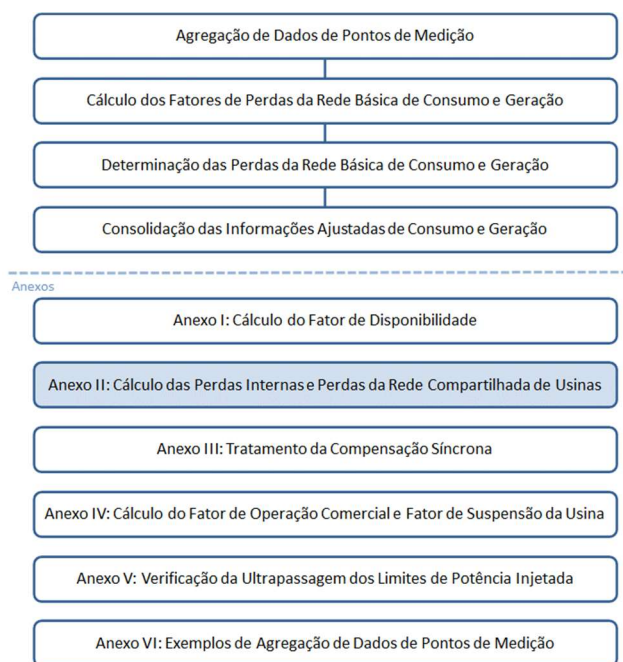 Agregação de Dados de Pontos de Medição
Cálculo dos Fatores de Perdas da Rede Básica de Consumo e Geração
Determinação das Perdas da Rede Básica de Consumo e Geração
Consolidação das Informações Ajustadas de Consumo e Geração
Anexos
Anexo I: Cálculo do Fator de Disponibilidade
Anexo II: Cálculo das Perdas Internas e Perdas da Rede Compartilhada de Usinas
Anexo III: Tratamento da Compensação Síncrona
Anexo IV: Cálculo do Fator de Operação Comercial e Fator de Suspensão da Usina
Anexo V: Verificação da Ultrapassagem dos Limites de Potência Injetada
Anexo VI: Exemplos de Agregação de Dados de Pontos de Medição